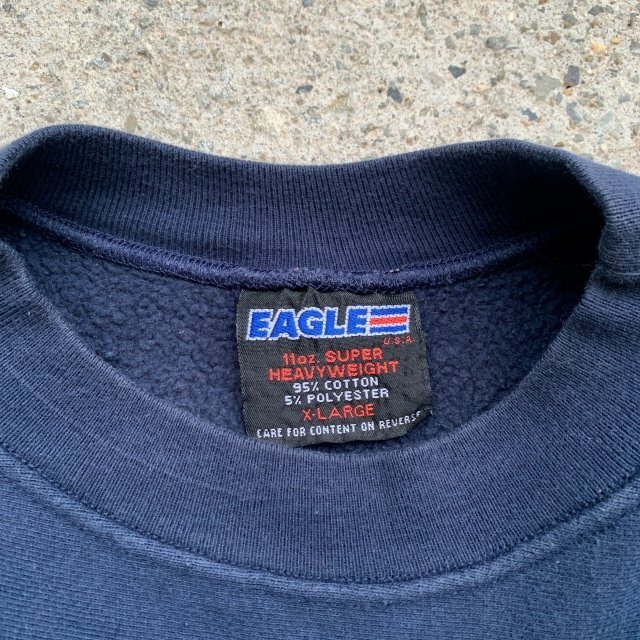 EAGLE
U.S.A.
11oz. SUPER
HEAVYWEIGHT
95% COTTON
5% POLYESTER
X-LARGE
CARE FOR CONTENT ON REVERSE